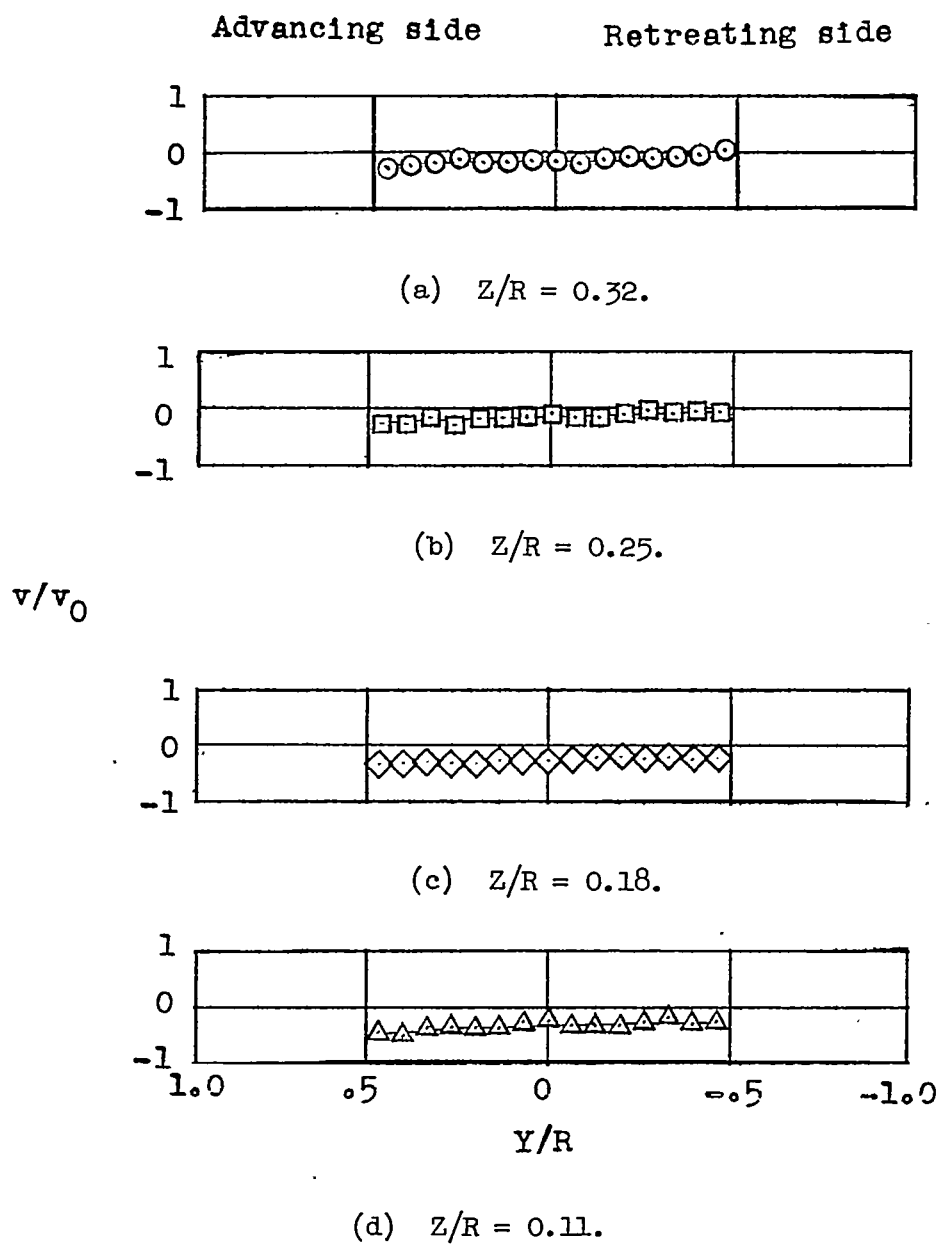 Advancing side Retreating side
1
0
-1
(a) Z/R = 0.32.
1
0
-1
(b) Z/R = 0.25.
v/v0
1
0
-1
(c) Z/R = 0.18.
1
0
-1
1.0 .5 0 -.5 -1.0
Y/R
(d) Z/R = 0.11.